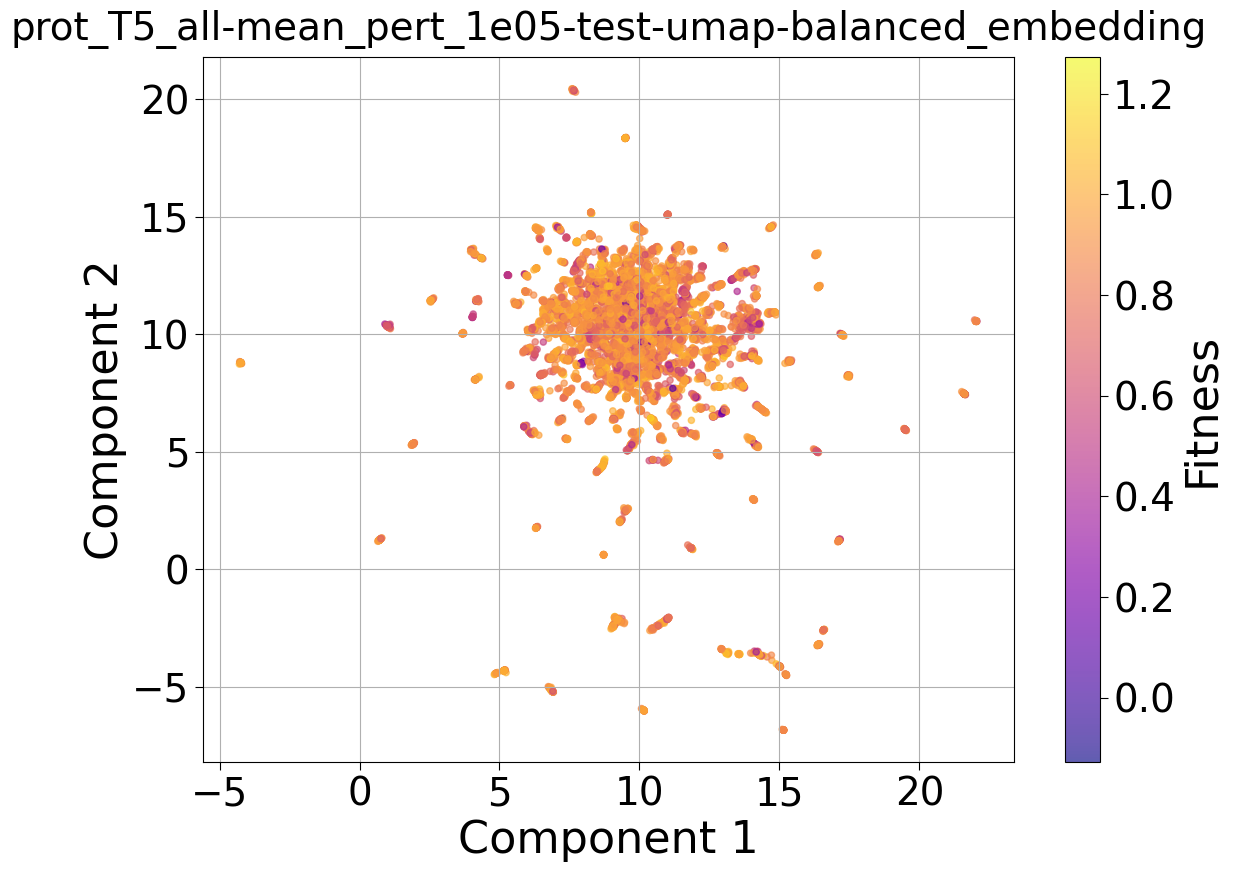 prot_T5_all-mean_pert_1e05-test-umap-balanced_embedding
20
15
10
5
0
−5
−5 0 5 10 15 20
Component 1
Component 2
1.2
1.0
0.8
0.6
0.4
0.2
0.0
Fitness